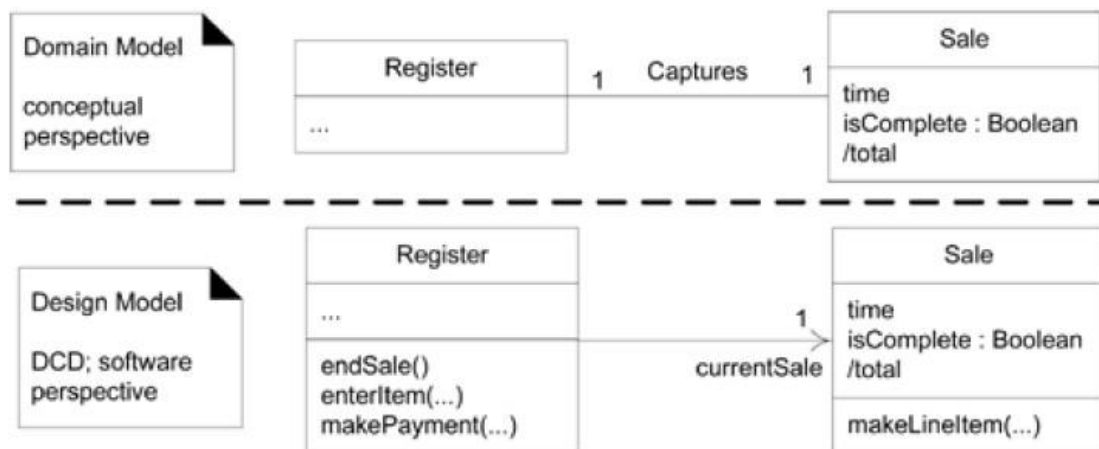 Domain Model
conceptual
perspective
Register
...
1 Captures 1
Sale
time
isComplete : Boolean
/total
Design Model
DCD; software
perspective
Register
...
endSale()
enterItem(...)
makePayment(...)
1
currentSale
Sale
time
isComplete : Boolean
/total
makeLineItem(...)